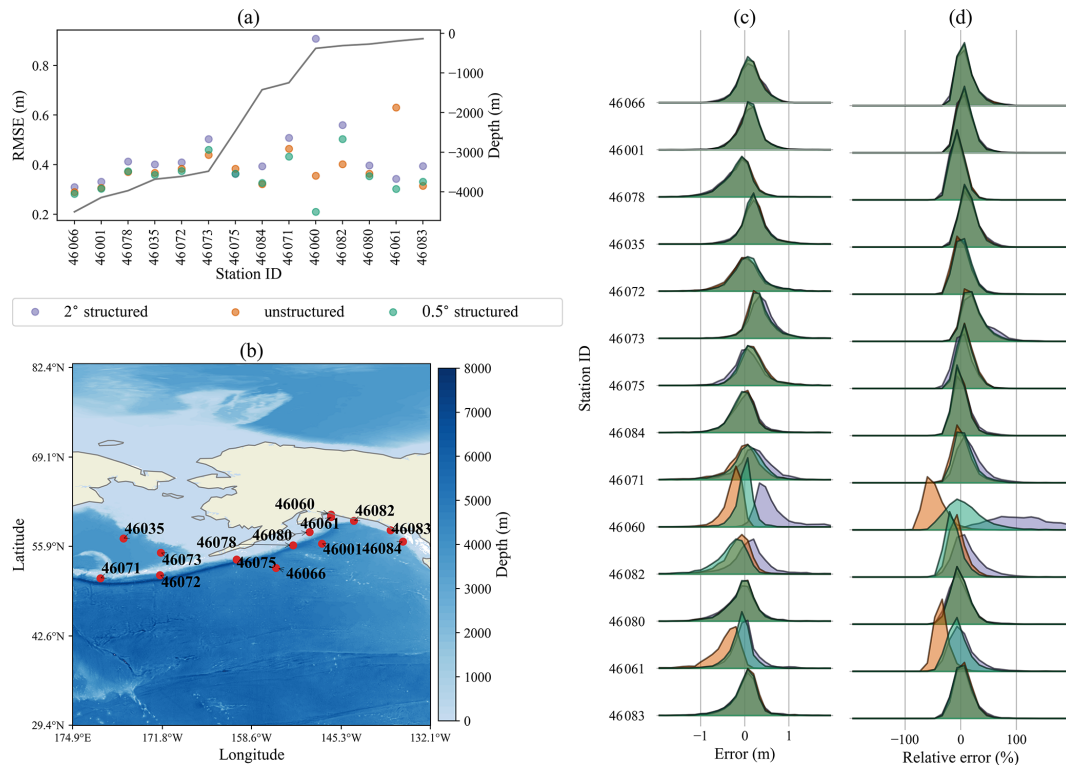 (a)
0.8
0.6
0.4
0.2
RMSE (m)
0
−1000
−2000
−3000
−4000
Depth (m)
46066
46001
46078
46035
46072
46073
46075
46084
46071
46060
46082
46080
46061
46083
Station ID
2° structured
unstructured
0.5° structured
(b)
82.4°N
69.1°N
55.9°N
42.6°N
29.4°N
Latitude
46060
46082
46035
46061
46083
46078
46080
46073
46001
46084
46071
46075
46072
46066
174.9°E
171.8°W
158.6°W
145.3°W
132.1°W
Longitude
8000
7000
6000
5000
4000
3000
2000
1000
0
Depth (m)
(c)
46066
46001
46078
46035
46072
46073
46075
46084
46071
46060
46082
46080
46061
46083
Station ID
−1
0
1
Error (m)
(d)
−100
0
100
Relative error (%)